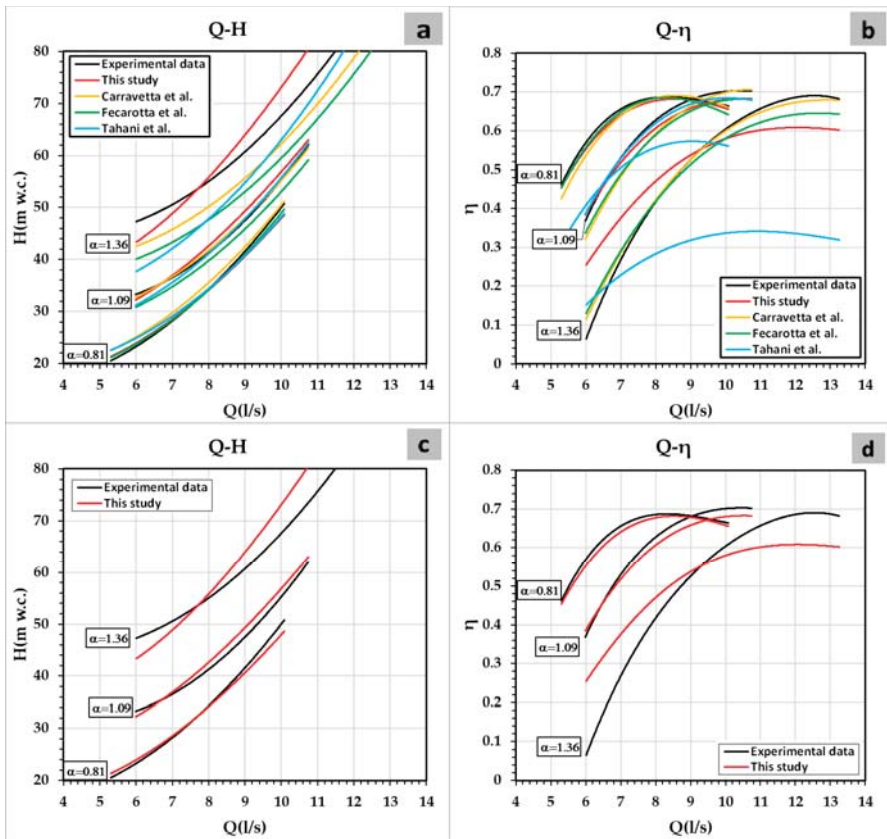 Q-H
a
80
70
60
50
40
30
20
H(m w.c.)
Experimental data
This study
Carravetta et al.
Fecarotta et al.
Tahani et al.
α=1.36
α=1.09
α=0.81
4 5 6 7 8 9 10 11 12 13 14
Q(l/s)
Q-η
b
0.8
0.7
0.6
0.5
0.4
0.3
0.2
0.1
0
η
α=0.81
α=1.09
α=1.36
Experimental data
This study
Carravetta et al.
Fecarotta et al.
Tahani et al.
4 5 6 7 8 9 10 11 12 13 14
Q(l/s)
Q-H
c
80
70
60
50
40
30
20
H(m w.c.)
Experimental data
This study
α=1.36
α=1.09
α=0.81
4 5 6 7 8 9 10 11 12 13 14
Q(l/s)
Q-η
d
0.8
0.7
0.6
0.5
0.4
0.3
0.2
0.1
0
η
α=0.81
α=1.09
α=1.36
Experimental data
This study
4 5 6 7 8 9 10 11 12 13 14
Q(l/s)